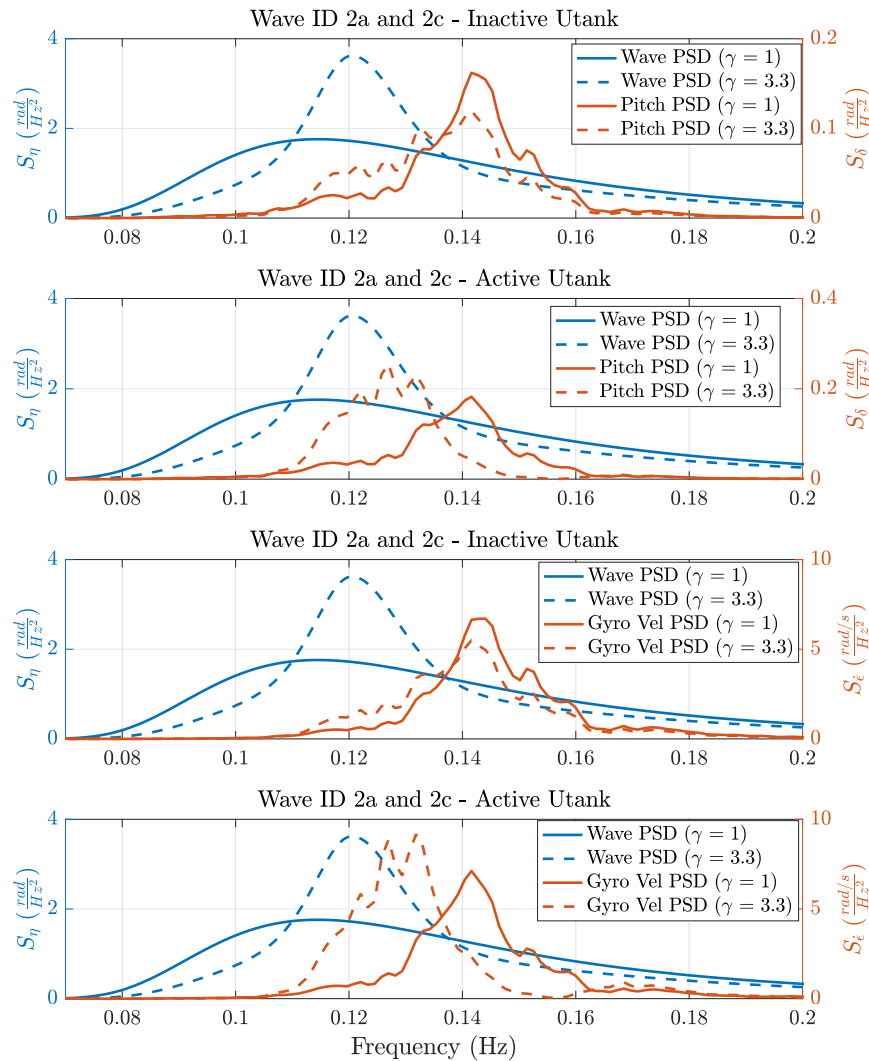 Wave ID 2a and 2c - Inactive Utank
4
2
0
S_η (rad/Hz²)
0.2
0.1
0
S_δ (rad/Hz²)
Wave PSD (γ = 1)
Wave PSD (γ = 3.3)
Pitch PSD (γ = 1)
Pitch PSD (γ = 3.3)
0.08 0.1 0.12 0.14 0.16 0.18 0.2
Wave ID 2a and 2c - Active Utank
4
2
0
S_η (rad/Hz²)
0.4
0.2
0
S_δ (rad/Hz²)
Wave PSD (γ = 1)
Wave PSD (γ = 3.3)
Pitch PSD (γ = 1)
Pitch PSD (γ = 3.3)
0.08 0.1 0.12 0.14 0.16 0.18 0.2
Wave ID 2a and 2c - Inactive Utank
4
2
0
S_η (rad/Hz²)
10
5
0
S_ε̇ (rad/s/Hz²)
Wave PSD (γ = 1)
Wave PSD (γ = 3.3)
Gyro Vel PSD (γ = 1)
Gyro Vel PSD (γ = 3.3)
0.08 0.1 0.12 0.14 0.16 0.18 0.2
Wave ID 2a and 2c - Active Utank
4
2
0
S_η (rad/Hz²)
10
5
0
S_ε̇ (rad/s/Hz²)
Wave PSD (γ = 1)
Wave PSD (γ = 3.3)
Gyro Vel PSD (γ = 1)
Gyro Vel PSD (γ = 3.3)
0.08 0.1 0.12 0.14 0.16 0.18 0.2
Frequency (Hz)